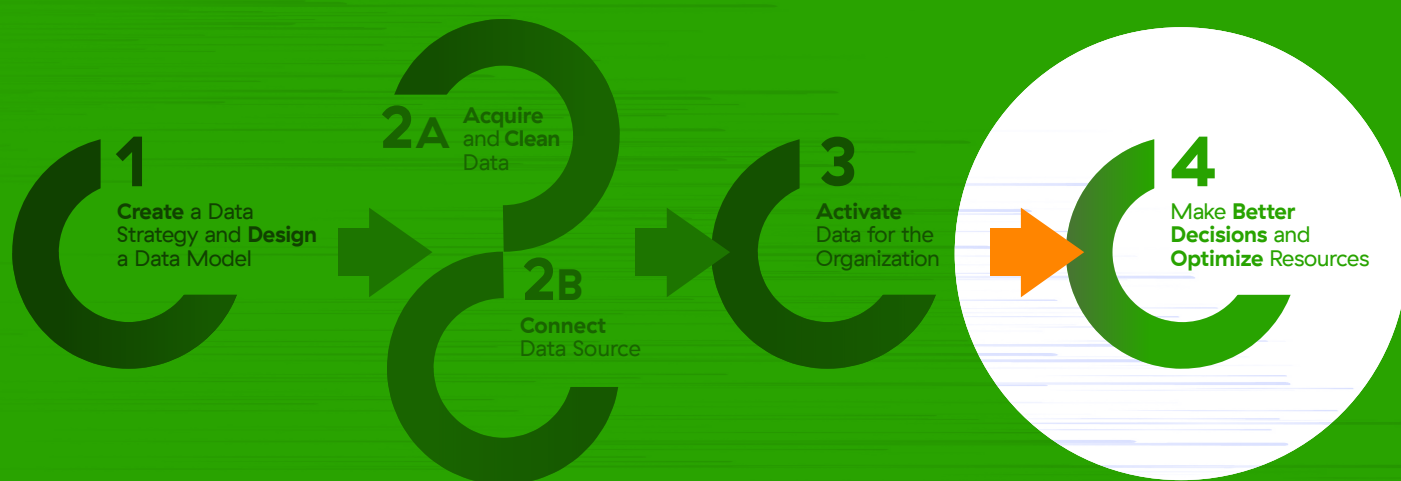 1
Create a Data
Strategy and Design
a Data Model
2A
Acquire
and Clean
Data
2B
Connect
Data Source
3
Activate
Data for the
Organization
4
Make Better
Decisions and
Optimize Resources